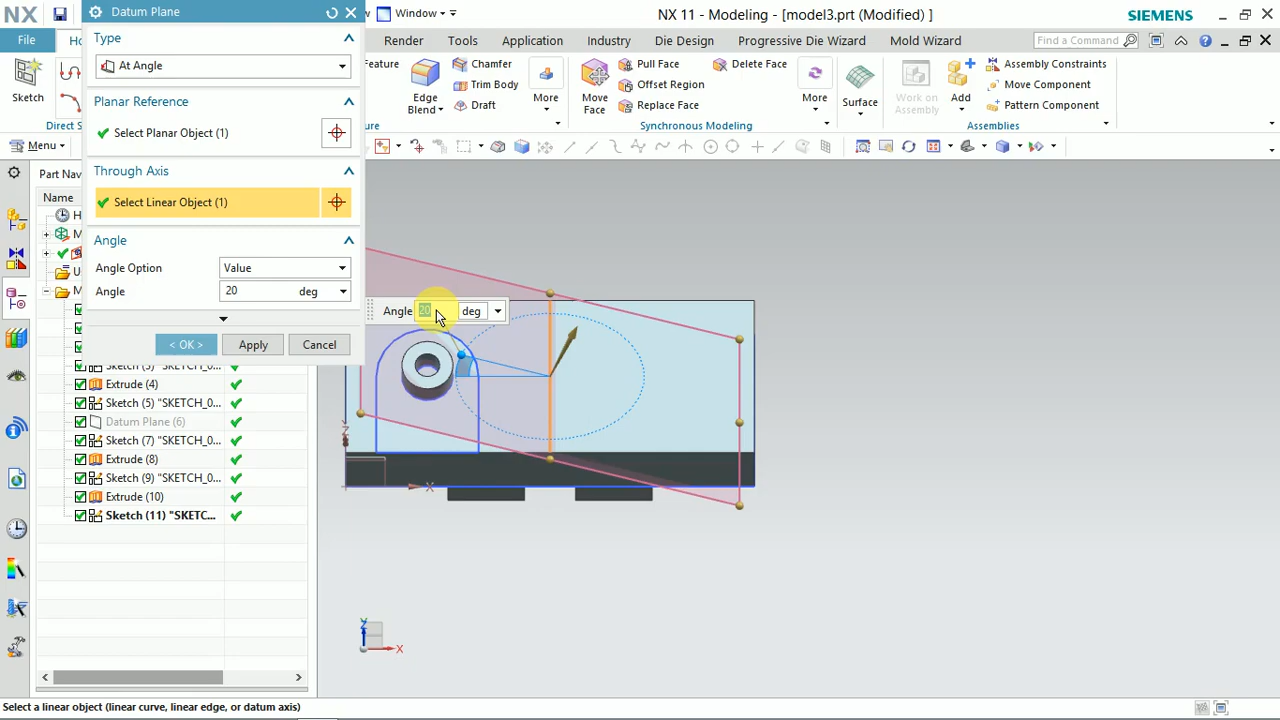 NX
Window
NX 11 - Modeling - [model3.prt (Modified) ]
SIEMENS
Datum Plane
File
Render
Tools
Application
Industry
Die Design
Progressive Die Wizard
Mold Wizard
Find a Command
Type
At Angle
Planar Reference
Select Planar Object (1)
Through Axis
Select Linear Object (1)
Angle
Angle Option
Value
Angle
20
deg
< OK >
Apply
Cancel
Sketch
Direct S
Feature
Edge
Blend
Chamfer
Trim Body
Draft
More
Move
Face
Pull Face
Offset Region
Replace Face
Delete Face
More
Synchronous Modeling
Surface
Work on
Assembly
Add
Assembly Constraints
Move Component
Pattern Component
Assemblies
Menu
Part Nav
Name
Extrude (4)
Sketch (5) "SKETCH_0...
Datum Plane (6)
Sketch (7) "SKETCH_0...
Extrude (8)
Sketch (9) "SKETCH_0...
Extrude (10)
Sketch (11) "SKETC...
Angle
20
deg
X
Z
X
Select a linear object (linear curve, linear edge, or datum axis)